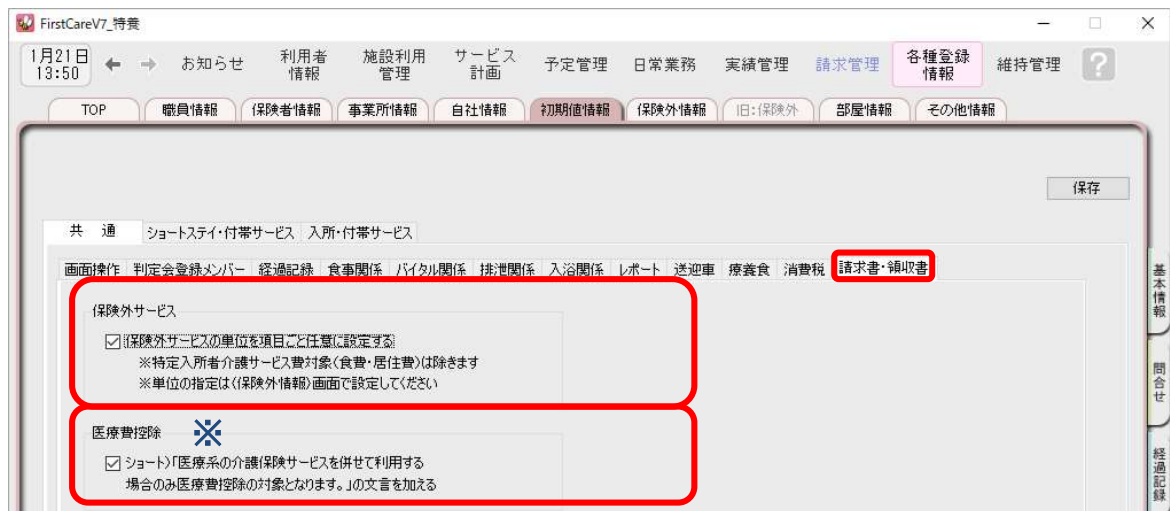 FirstCareV7_特養
1月21日
13:50
お知らせ
利用者
情報
施設利用
管理
サービス
計画
予定管理
日常業務
実績管理
請求管理
各種登録
情報
維持管理
?
TOP
職員情報
保険者情報
事業所情報
自社情報
初期値情報
保険外情報
旧:保険外
部屋情報
その他情報
保存
共 通
ショートステイ・付帯サービス
入所・付帯サービス
画面操作
判定会登録メンバー
経過記録
食事関係
バイタル関係
排泄関係
入浴関係
レポート
送迎車
療養食
消費税
請求書・領収書
保険外サービス
保険外サービスの単位を項目ごと任意に設定する
※特定入所者介護サービス費対象(食費・居住費)は除きます
※単位の指定は(保険外情報)画面で設定してください
医療費控除 ※
ショート)「医療系の介護保険サービスを併せて利用する
場合のみ医療費控除の対象となります。」の文言を加える
基本情報
問合せ
経過記録